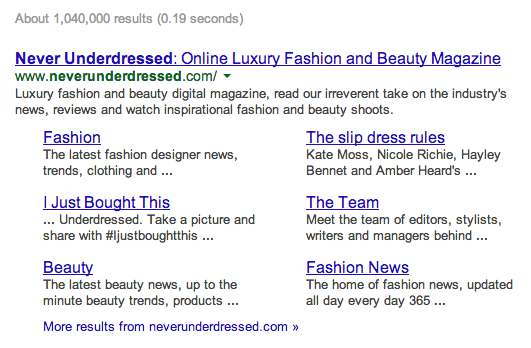 About 1,040,000 results (0.19 seconds)
Never Underdressed: Online Luxury Fashion and Beauty Magazine
www.neverunderdressed.com/
Luxury fashion and beauty digital magazine, read our irreverent take on the industry's
news, reviews and watch inspirational fashion and beauty shoots.
Fashion
The latest fashion designer news,
trends, clothing and ...
The slip dress rules
Kate Moss, Nicole Richie, Hayley
Bennet and Amber Heard's ...
I Just Bought This
... Underdressed. Take a picture and
share with #Ijustboughtthis ...
The Team
Meet the team of editors, stylists,
writers and managers behind ...
Beauty
The latest beauty news, up to the
minute beauty trends, products ...
Fashion News
The home of fashion news, updated
all day every day 365 ...
More results from neverunderdressed.com »